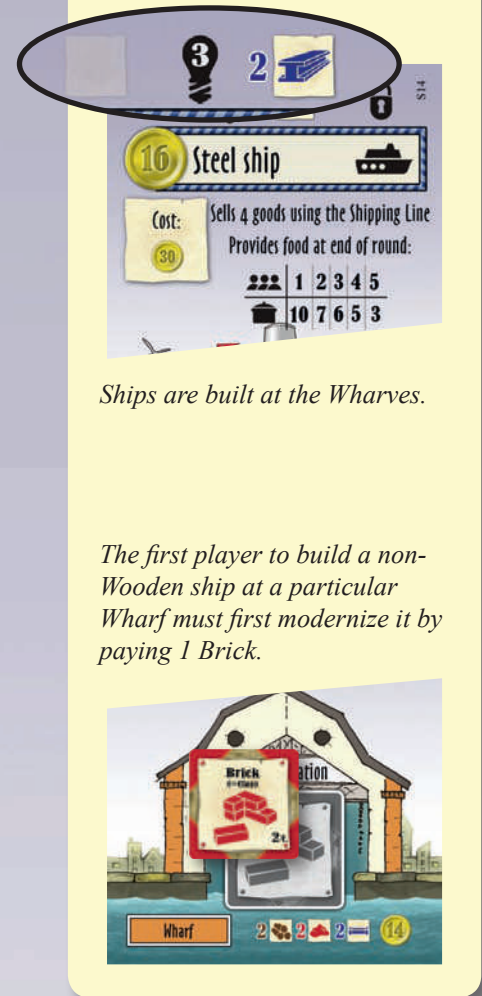 3 2
S14
16 Steel ship
Cost:
30
Sells 4 goods using the Shipping Line
Provides food at end of round:
1 2 3 4 5
10 7 6 5 3
Ships are built at the Wharves.
The first player to build a non-
Wooden ship at a particular
Wharf must first modernize it by
paying 1 Brick.
Brick
ation
2x
Wharf 2 2 2 14